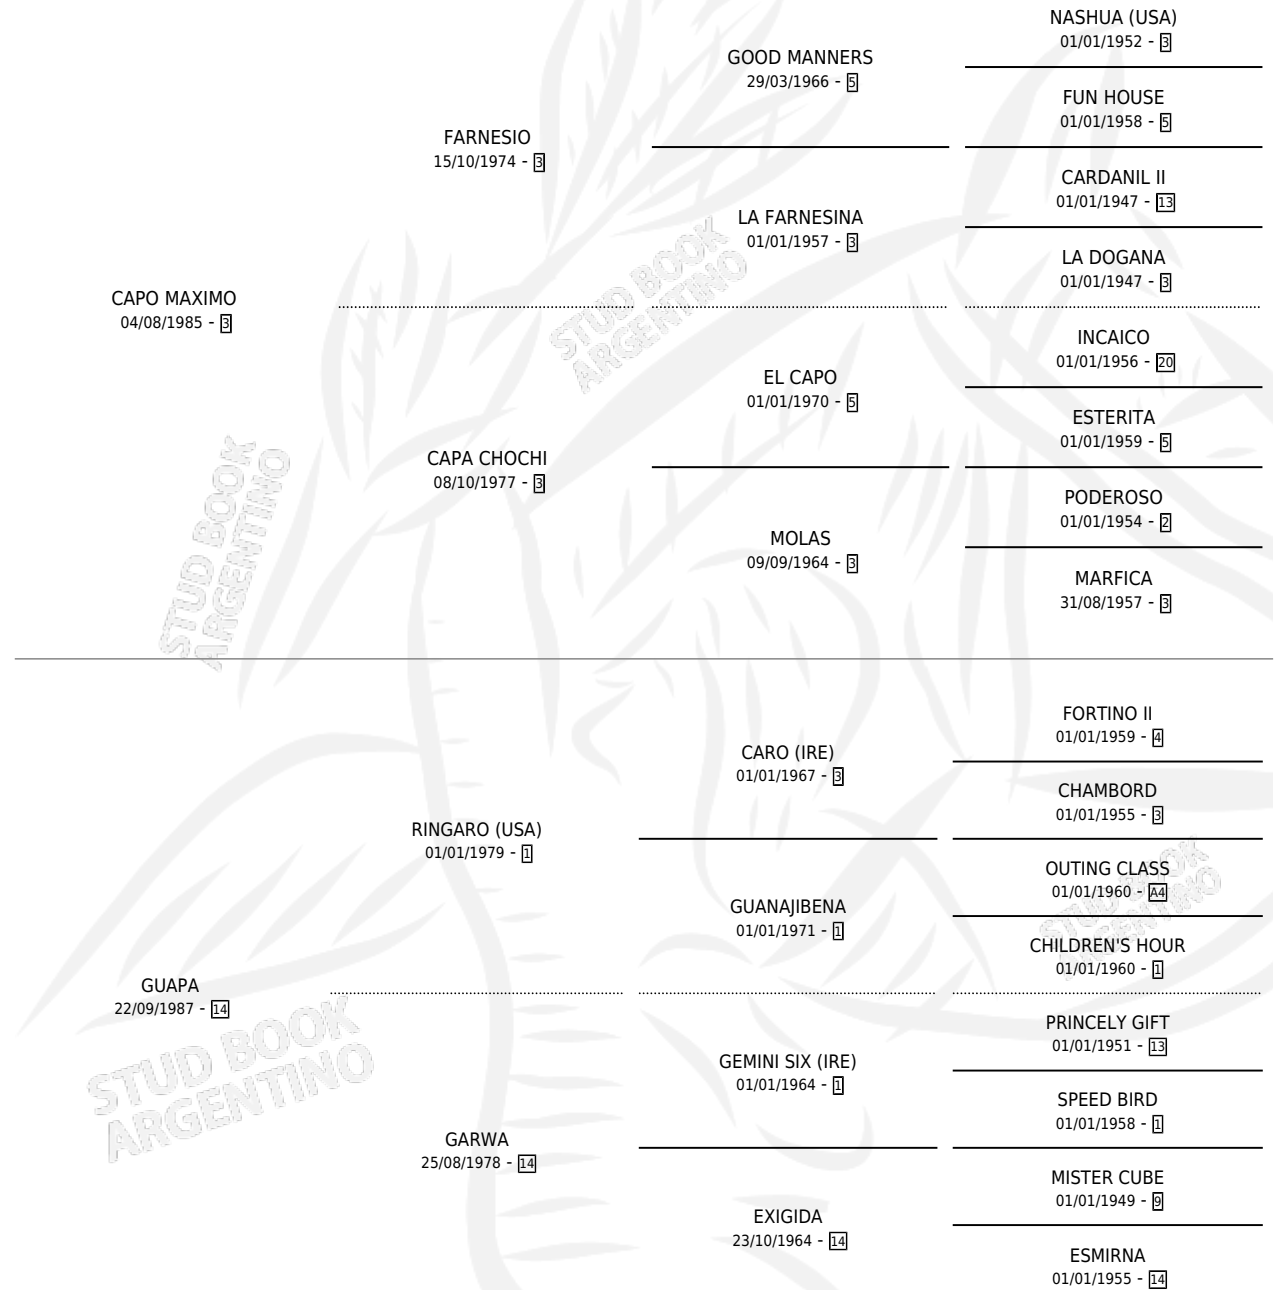 NASHUA (USA)
01/01/1952 - 3
GOOD MANNERS
29/03/1966 - 5
FUN HOUSE
01/01/1958 - 5
FARNESIO
15/10/1974 - 3
CARDANIL II
01/01/1947 - 13
LA FARNESINA
01/01/1957 - 3
LA DOGANA
01/01/1947 - 3
CAPO MAXIMO
04/08/1985 - 3
INCAICO
01/01/1956 - 20
EL CAPO
01/01/1970 - 5
ESTERITA
01/01/1959 - 5
CAPA CHOCHI
08/10/1977 - 3
PODEROSO
01/01/1954 - 2
MOLAS
09/09/1964 - 3
MARFICA
31/08/1957 - 3
STUD BOOK
ARGENTINO
STUD BOOK
ARGENTINO
FORTINO II
01/01/1959 - 4
CARO (IRE)
01/01/1967 - 3
CHAMBORD
01/01/1955 - 3
RINGARO (USA)
01/01/1979 - 1
OUTING CLASS
01/01/1960 - A4
GUANAJIBENA
01/01/1971 - 1
CHILDREN'S HOUR
01/01/1960 - 1
GUAPA
22/09/1987 - 14
PRINCELY GIFT
01/01/1951 - 13
GEMINI SIX (IRE)
01/01/1964 - 1
SPEED BIRD
01/01/1958 - 1
GARWA
25/08/1978 - 14
MISTER CUBE
01/01/1949 - 9
EXIGIDA
23/10/1964 - 14
ESMIRNA
01/01/1955 - 14
STUD BOOK
ARGENTINO
STUD BOOK
ARGENTINO